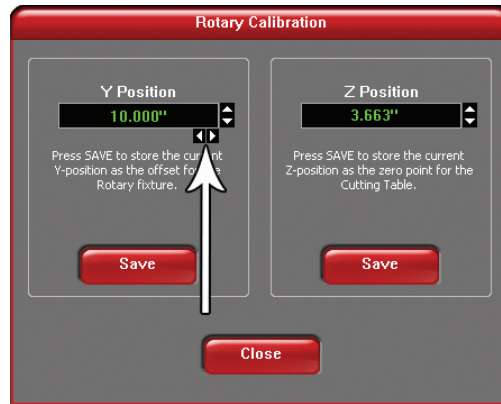 Rotary Calibration
Y Position
10.000"
Press SAVE to store the current
Y-position as the offset for the
Rotary fixture.
Save
Z Position
3.663"
Press SAVE to store the current
Z-position as the zero point for the
Cutting Table.
Save
Close